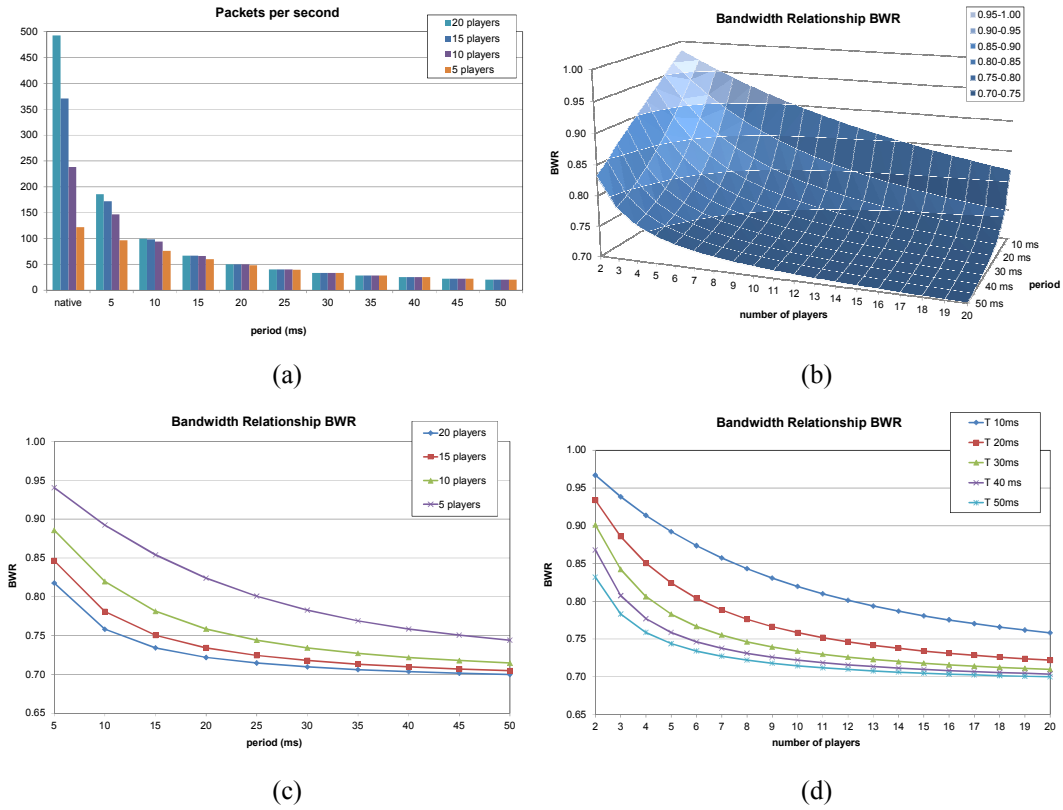 Packets per second
20 players
15 players
10 players
5 players
500
450
400
350
300
250
200
150
100
50
0
native 5 10 15 20 25 30 35 40 45 50
period (ms)
(a)
Bandwidth Relationship BWR
0.95-1.00
0.90-0.95
0.85-0.90
0.80-0.85
0.75-0.80
0.70-0.75
1.00
0.95
0.90
0.85
0.80
0.75
0.70
BWR
2 3 4 5 6 7 8 9 10 11 12 13 14 15 16 17 18 19 20
number of players
10 ms
20 ms
30 ms
40 ms
50 ms
period
(b)
Bandwidth Relationship BWR
20 players
15 players
10 players
5 players
1.00
0.95
0.90
0.85
0.80
0.75
0.70
0.65
BWR
5 10 15 20 25 30 35 40 45 50
period (ms)
(c)
Bandwidth Relationship BWR
T 10ms
T 20ms
T 30ms
T 40 ms
T 50ms
1.00
0.95
0.90
0.85
0.80
0.75
0.70
0.65
BWR
2 3 4 5 6 7 8 9 10 11 12 13 14 15 16 17 18 19 20
number of players
(d)